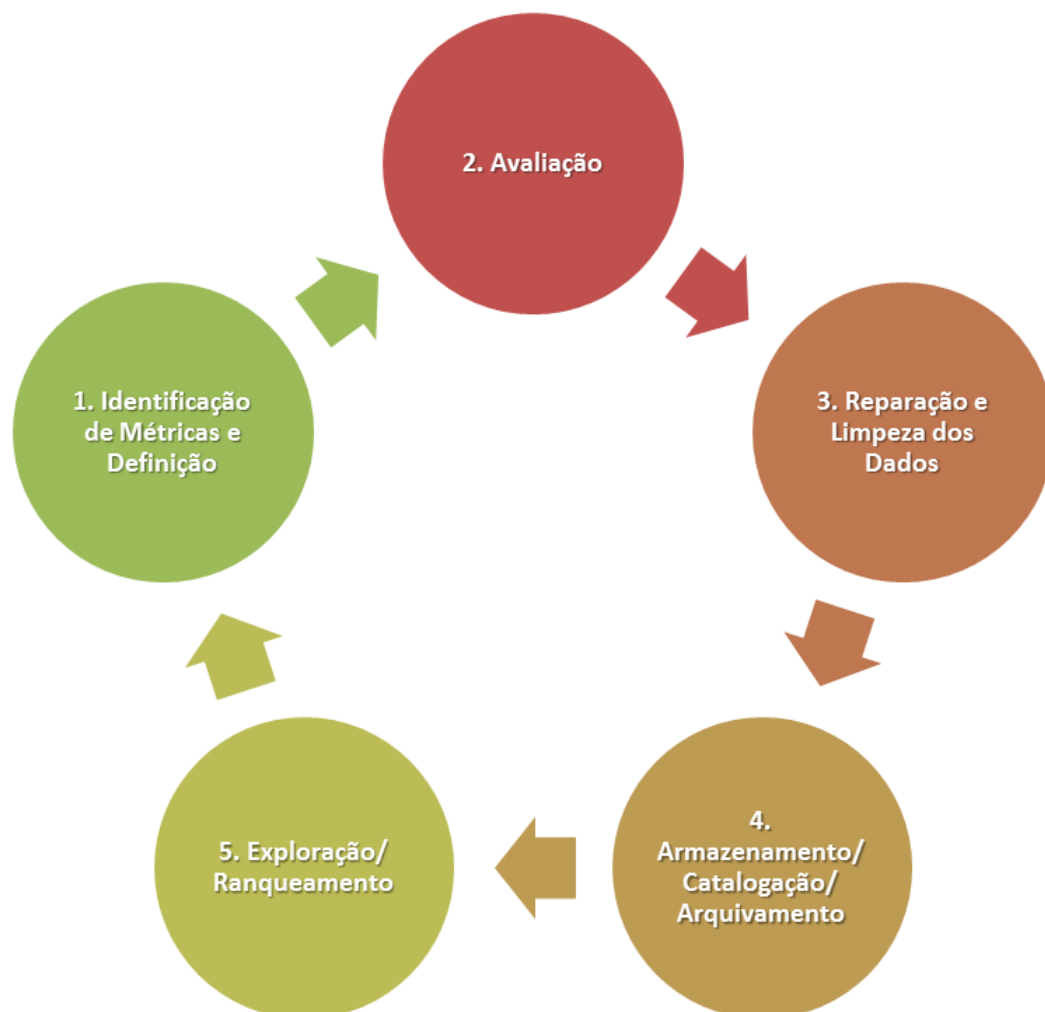 1. Identificação
de Métricas e
Definição
2. Avaliação
3. Reparação e
Limpeza dos
Dados
4.
Armazenamento/
Catalogação/
Arquivamento
5. Exploração/
Ranqueamento